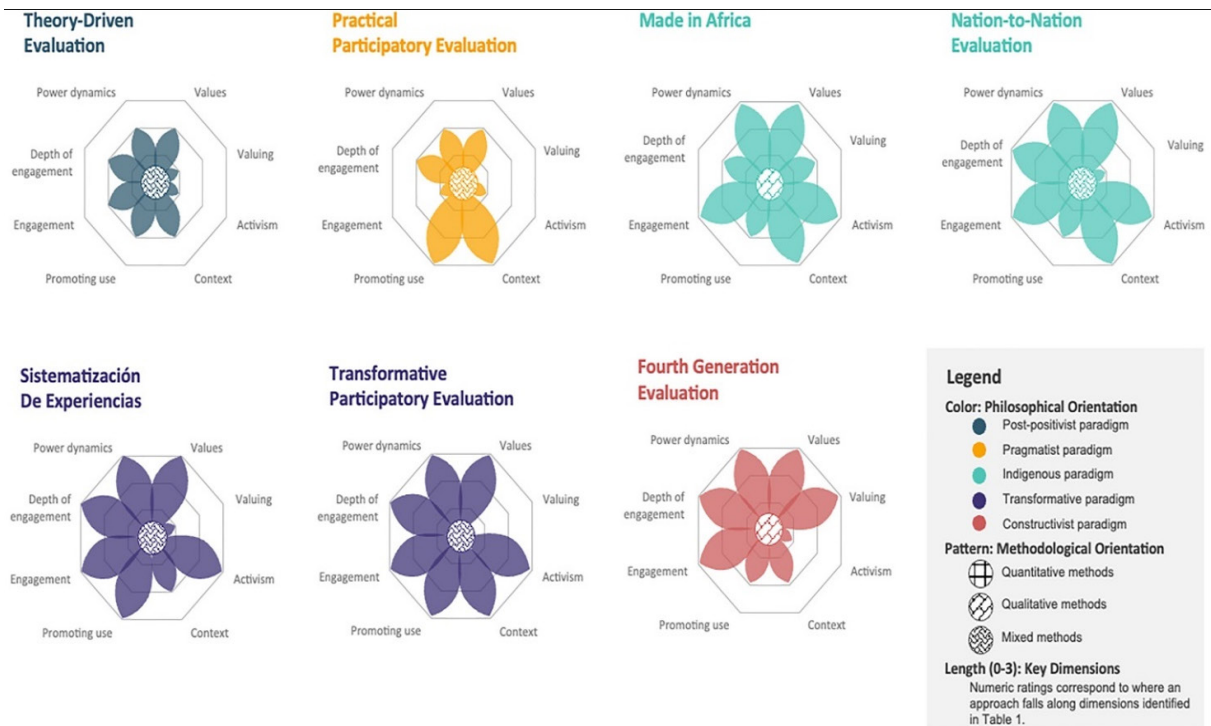 Theory-Driven
Evaluation
Power dynamics
Values
Depth of
engagement
Valuing
Engagement
Activism
Promoting use
Context
Practical
Participatory Evaluation
Power dynamics
Values
Depth of
engagement
Valuing
Engagement
Activism
Promoting use
Context
Made in Africa
Power dynamics
Values
Depth of
engagement
Valuing
Engagement
Activism
Promoting use
Context
Nation-to-Nation
Evaluation
Power dynamics
Values
Depth of
engagement
Valuing
Engagement
Activism
Promoting use
Context
Sistematización
De Experiencias
Power dynamics
Values
Depth of
engagement
Valuing
Engagement
Activism
Promoting use
Context
Transformative
Participatory Evaluation
Power dynamics
Values
Depth of
engagement
Valuing
Engagement
Activism
Promoting use
Context
Fourth Generation
Evaluation
Power dynamics
Values
Depth of
engagement
Valuing
Engagement
Activism
Promoting use
Context
Legend
Color: Philosophical Orientation
Post-positivist paradigm
Pragmatist paradigm
Indigenous paradigm
Transformative paradigm
Constructivist paradigm
Pattern: Methodological Orientation
Quantitative methods
Qualitative methods
Mixed methods
Length (0-3): Key Dimensions
Numeric ratings correspond to where an
approach falls along dimensions identified
in Table 1.